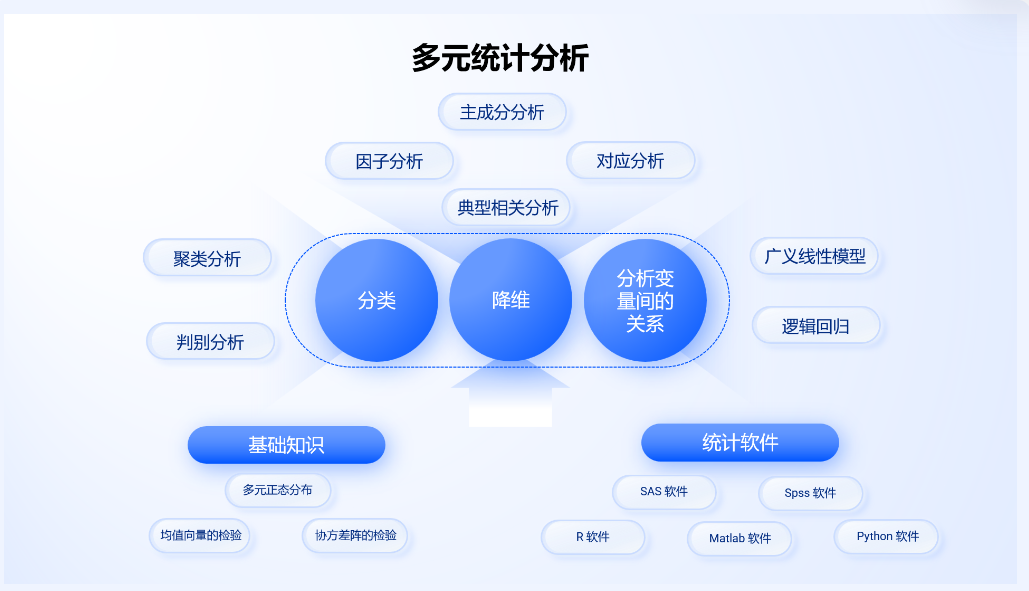 多元统计分析
主成分分析
因子分析
对应分析
典型相关分析
聚类分析
判别分析
分类
降维
分析变
量间的
关系
广义线性模型
逻辑回归
基础知识
多元正态分布
均值向量的检验
协方差阵的检验
统计软件
SAS 软件
Spss 软件
R 软件
Matlab 软件
Python 软件